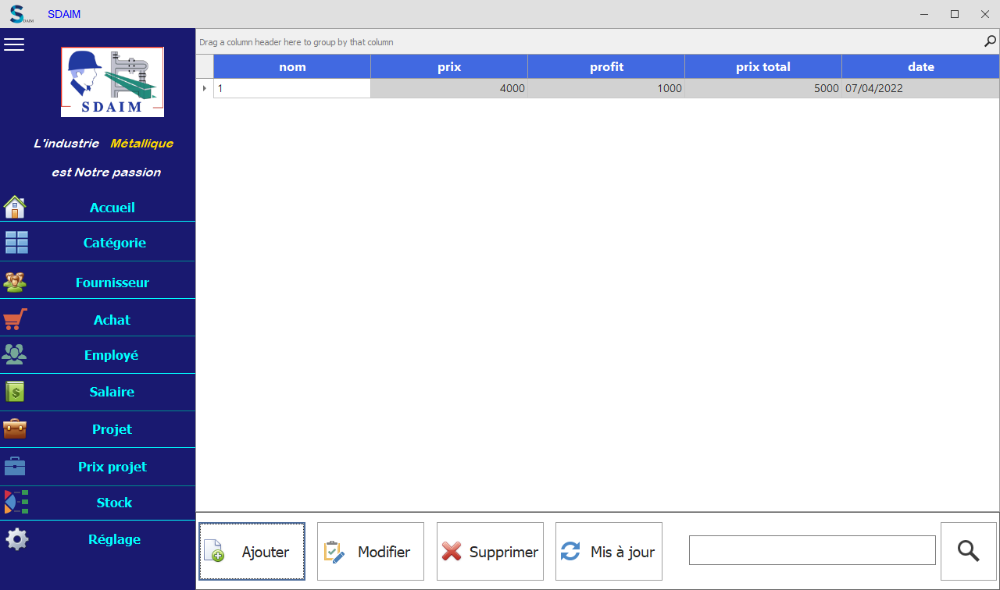 SDAIM
SDAIM
Drag a column header here to group by that column
nom prix profit prix total date
1 4000 1000 5000 07/04/2022
SDAIM
L'industrie Métallique
est Notre passion
Accueil
Catégorie
Fournisseur
Achat
Employé
Salaire
Projet
Prix projet
Stock
Réglage
Ajouter Modifier Supprimer Mis à jour